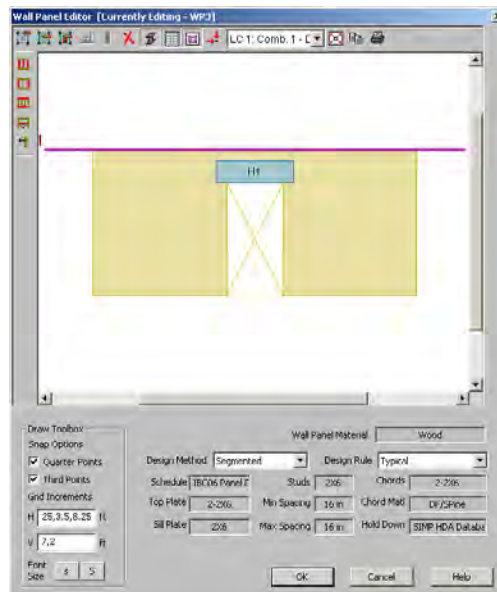 Wall Panel Editor [Currently Editing - WP3]
LC 1: Comb. 1 - D
H1
Draw Toolbox
Snap Options
Quarter Points
Third Points
Grid Increments
H 25,3.5,8.25 ft
V 7,2 ft
Font Size s S
Wall Panel Material Wood
Design Method Segmented Design Rule Typical
Schedule IBC06 Panel D Studs 2X6 Chords 2-2X6
Top Plate 2-2X6 Min Spacing 16 in Chord Matl DF/SPine
Sill Plate 2X6 Max Spacing 16 in Hold Down SIMP HDA Databa
OK Cancel Help